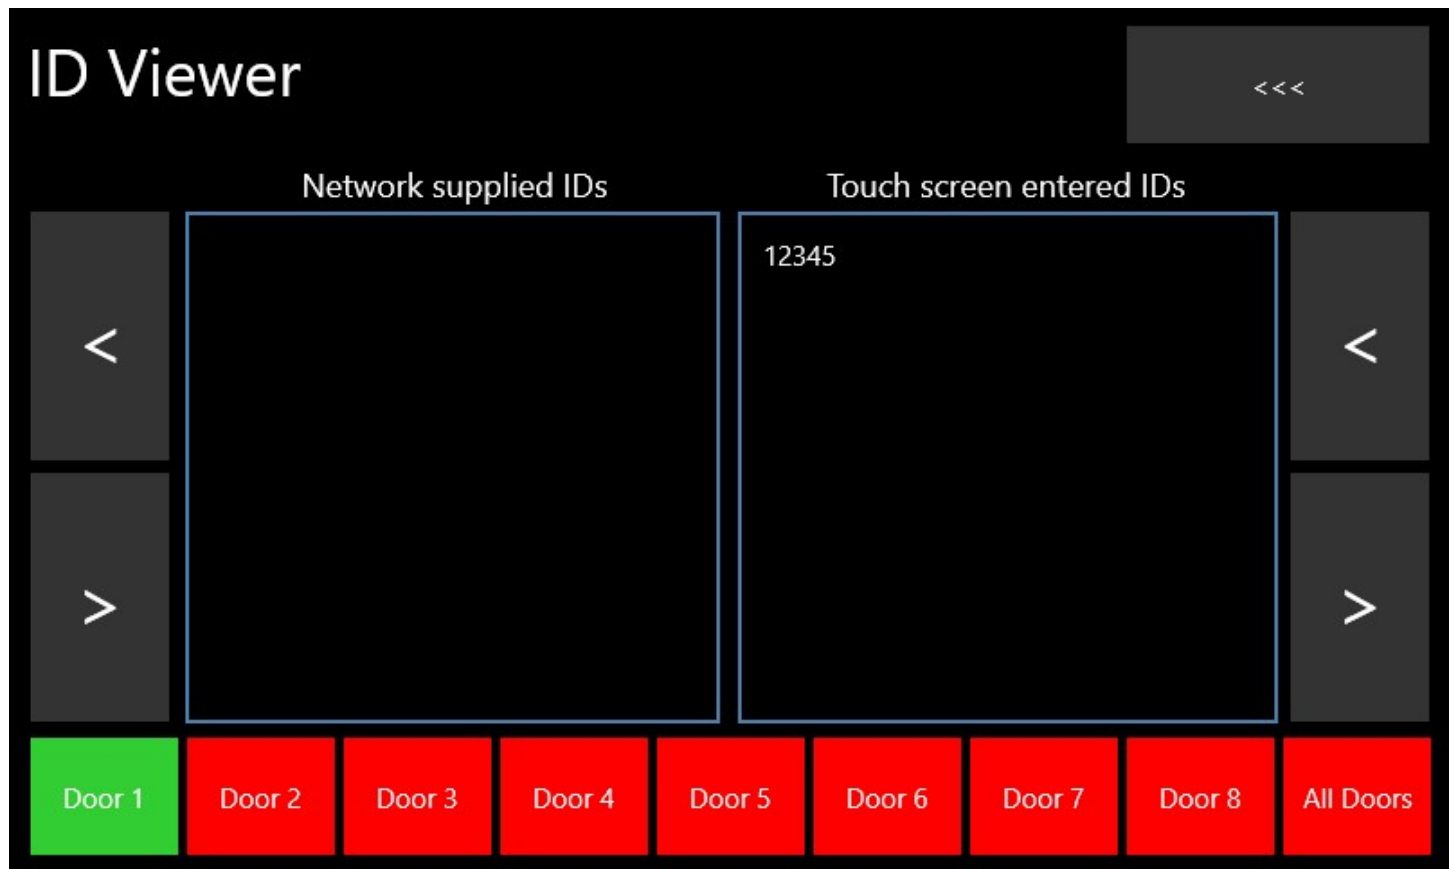 ID Viewer
<<<
Network supplied IDs
Touch screen entered IDs
12345
<
<
>
>
Door 1
Door 2
Door 3
Door 4
Door 5
Door 6
Door 7
Door 8
All Doors